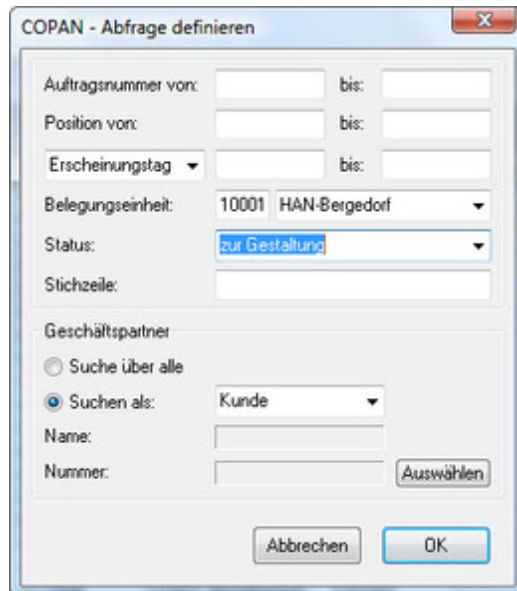 COPAN - Abfrage definieren
Auftragsnummer von: bis:
Position von: bis:
Erscheinungstag bis:
Belegungseinheit: 10001 HAN-Bergedorf
Status: zur Gestaltung
Stichzeile:
Geschäftspartner
Suche über alle
Suchen als: Kunde
Name:
Nummer: Auswählen
Abbrechen OK